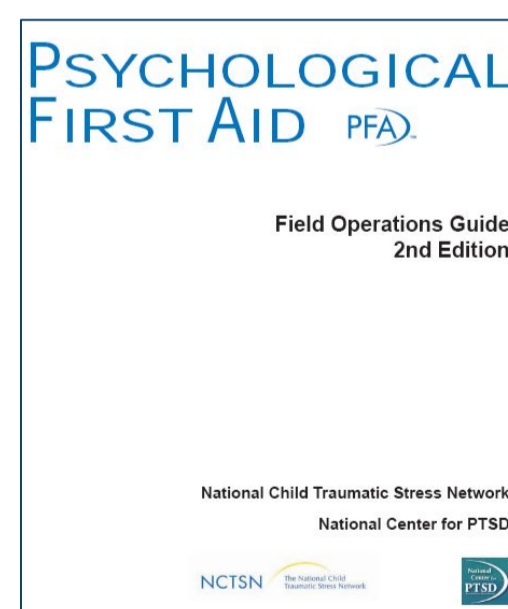 PSYCHOLOGICAL
FIRST AID PFA
Field Operations Guide
2nd Edition
National Child Traumatic Stress Network
National Center for PTSD
NCTSN The National Child
Traumatic Stress Network
National
Center for
PTSD